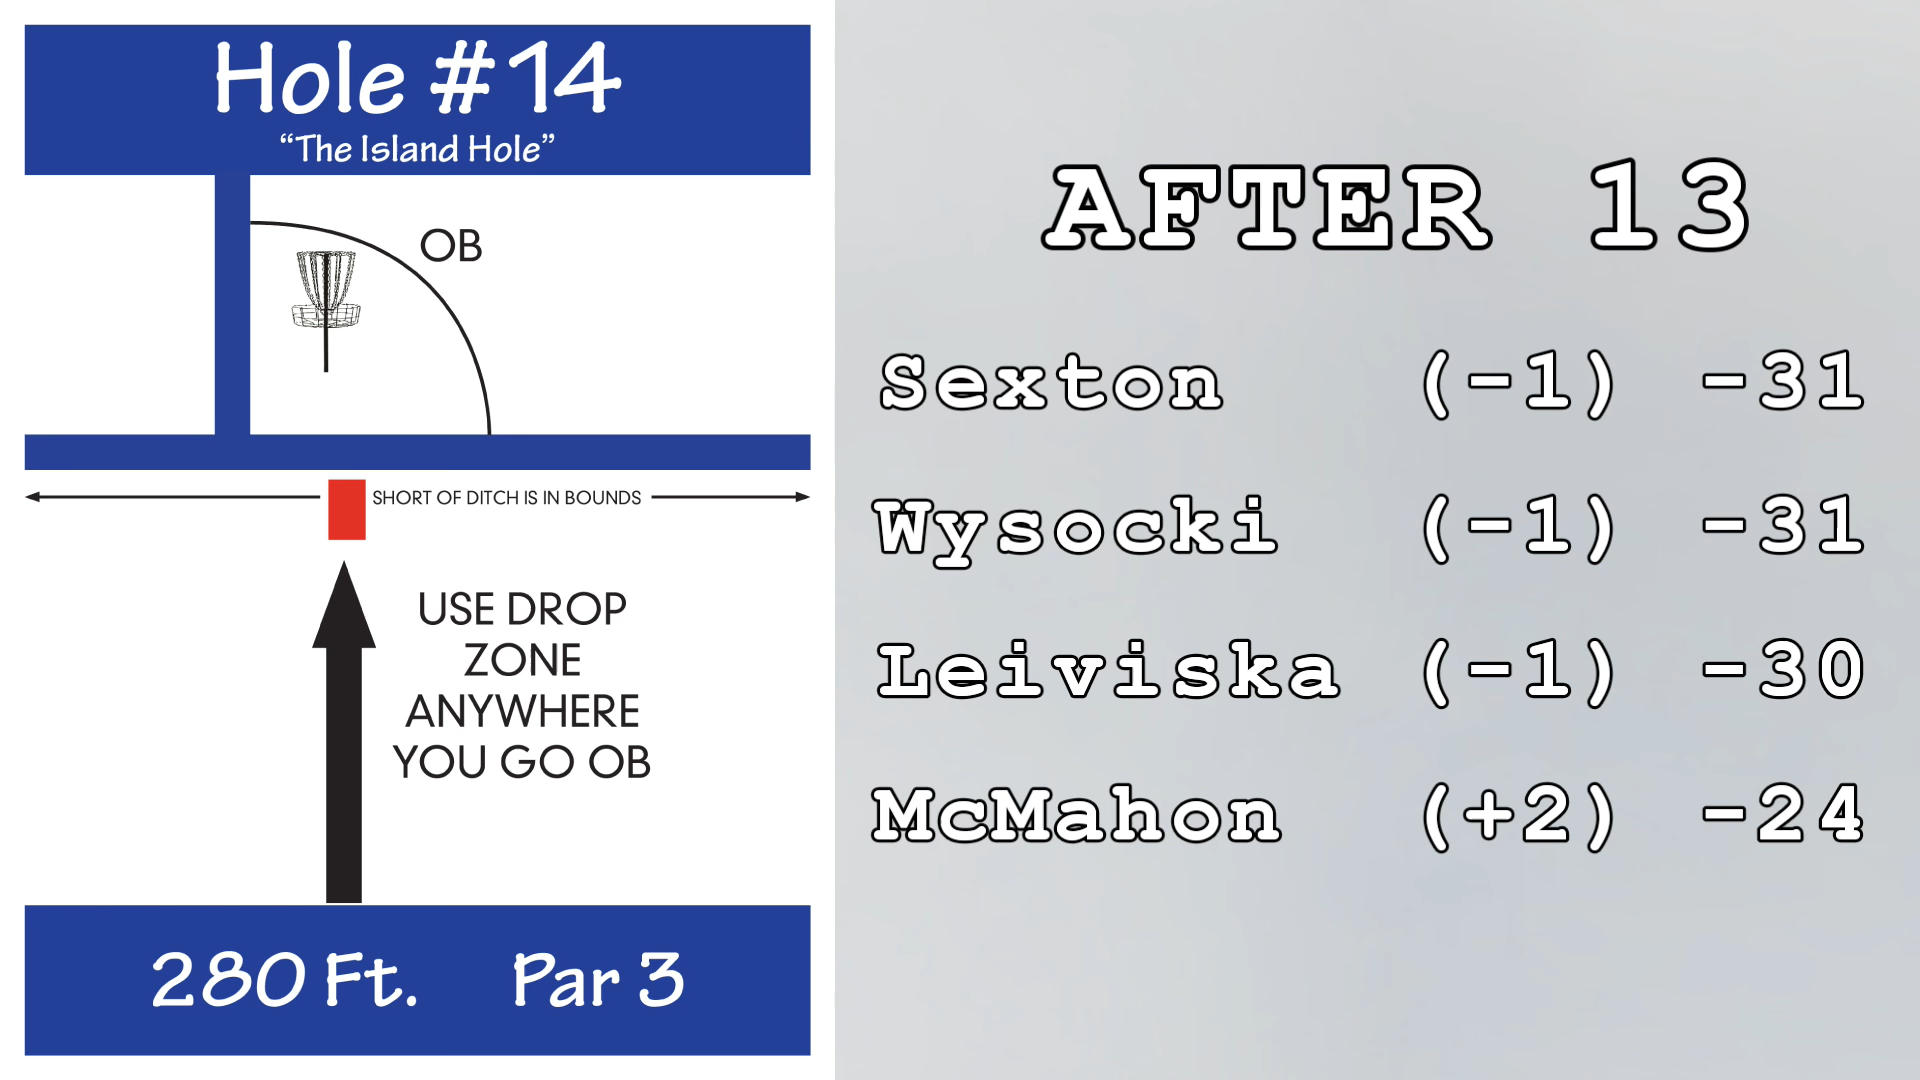 Hole #14
“The Island Hole”
OB
SHORT OF DITCH IS IN BOUNDS
USE DROP
ZONE
ANYWHERE
YOU GO OB
280 Ft. Par 3
AFTER 13
Sexton (-1) -31
Wysocki (-1) -31
Leiviska (-1) -30
McMahon (+2) -24